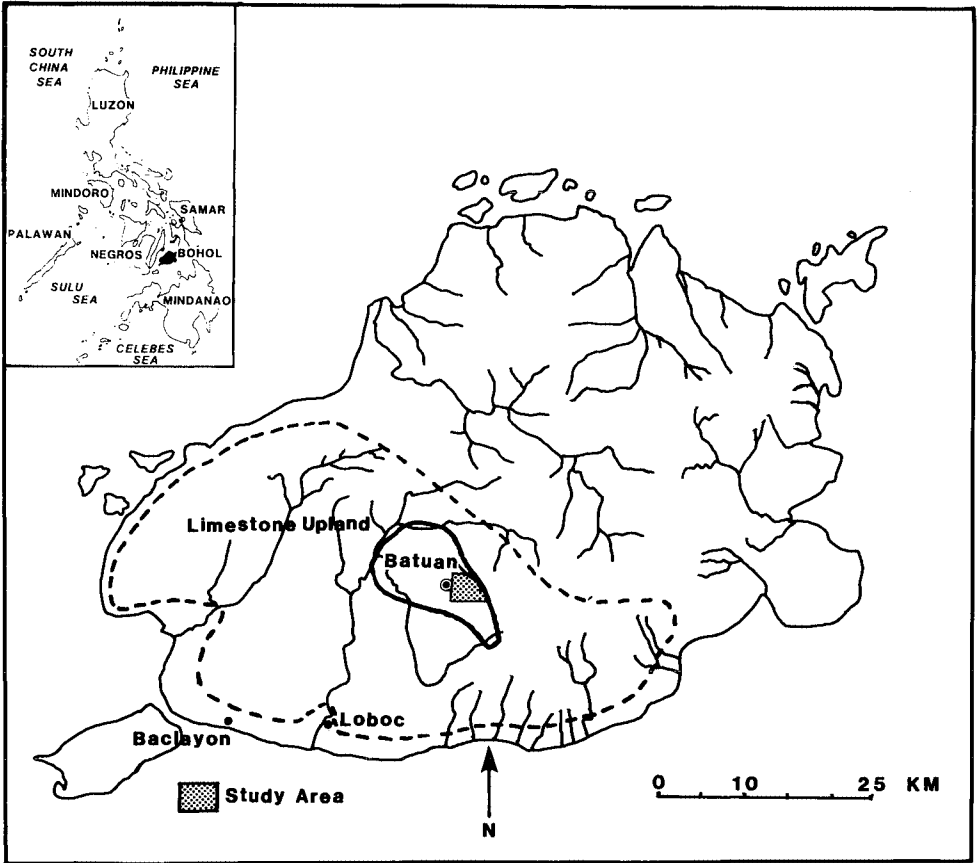 SOUTH
CHINA
SEA
PHILIPPINE
SEA
LUZON
MINDORO
SAMAR
PALAWAN
NEGROS
BOHOL
SULU
SEA
MINDANAO
CELEBES
SEA
Limestone Upland
Batuan
Loboc
Baclayon
Study Area
0 10 25 KM
N